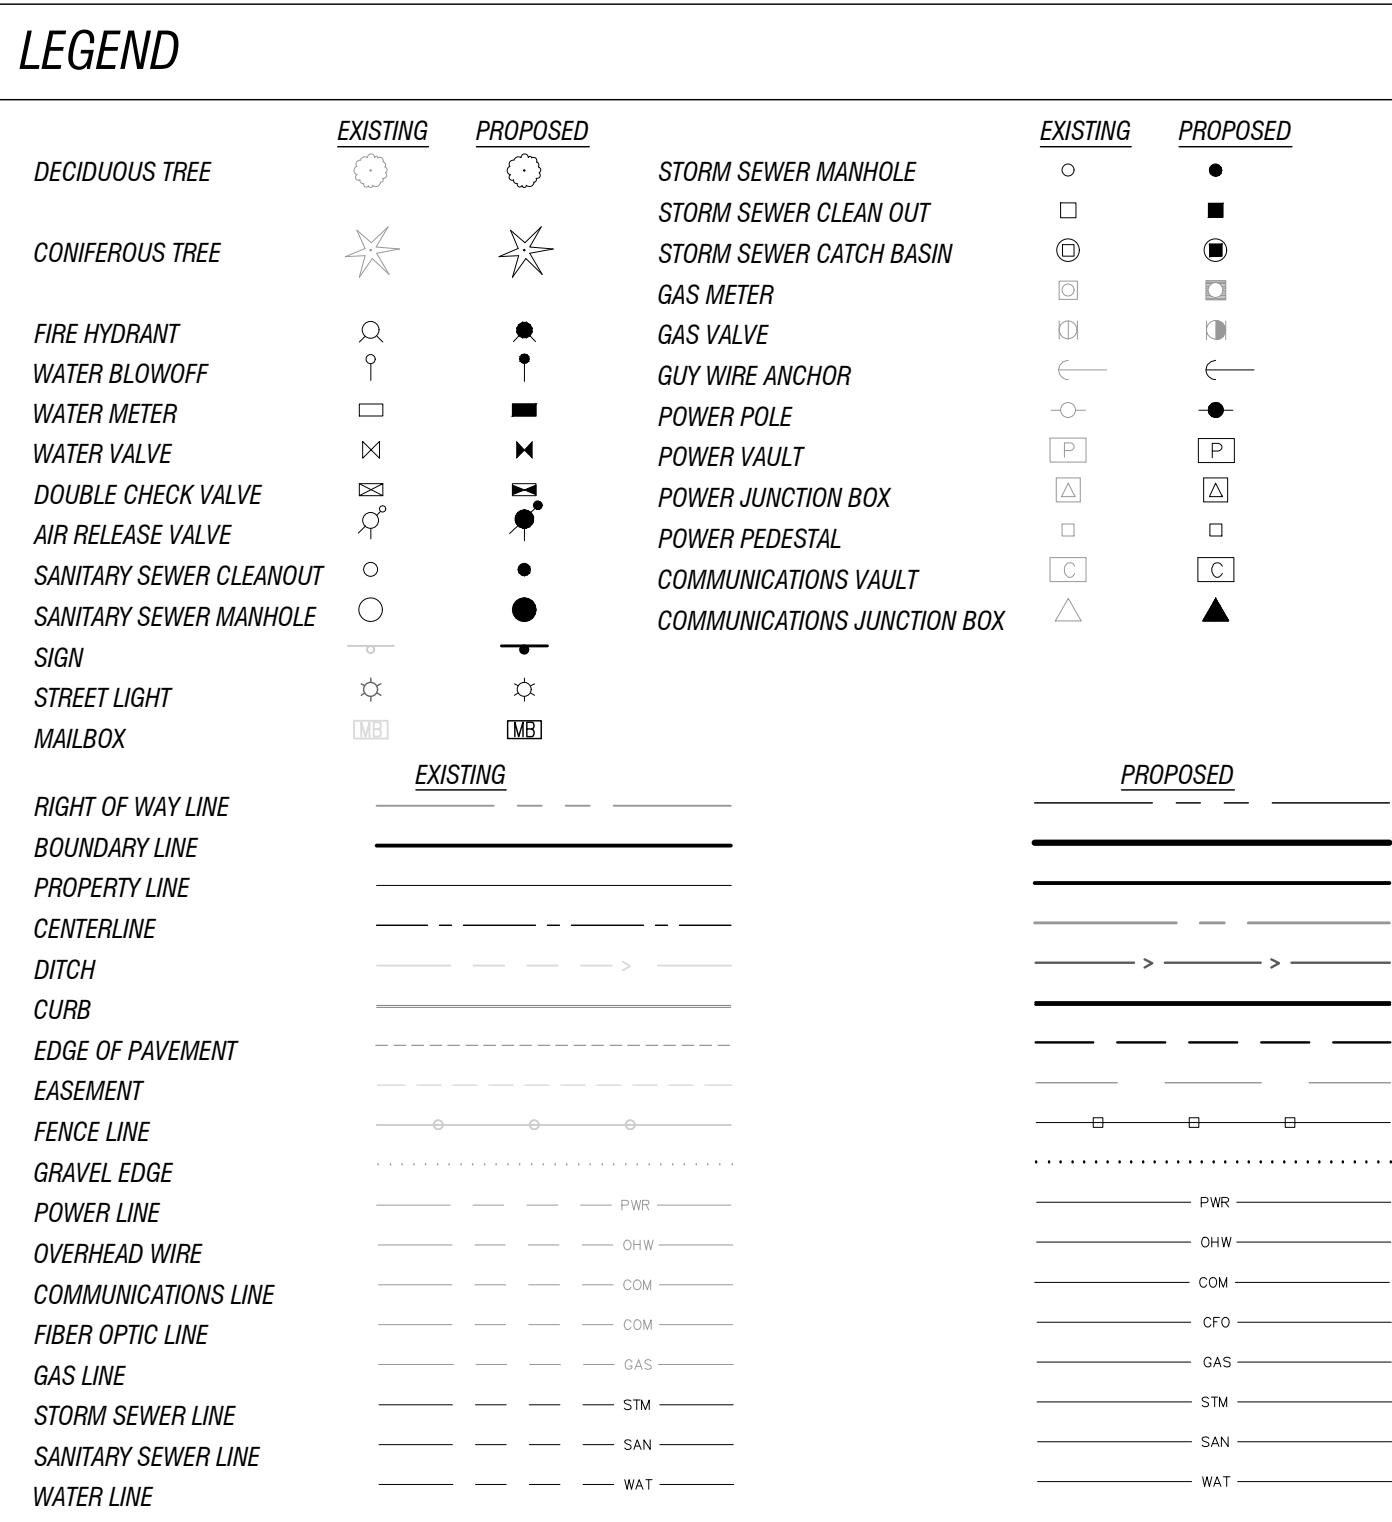 LEGEND
EXISTING PROPOSED
DECIDUOUS TREE
CONIFEROUS TREE
FIRE HYDRANT
WATER BLOWOFF
WATER METER
WATER VALVE
DOUBLE CHECK VALVE
AIR RELEASE VALVE
SANITARY SEWER CLEANOUT
SANITARY SEWER MANHOLE
SIGN
STREET LIGHT
MAILBOX MB MB
EXISTING PROPOSED
STORM SEWER MANHOLE
STORM SEWER CLEAN OUT
STORM SEWER CATCH BASIN
GAS METER
GAS VALVE
GUY WIRE ANCHOR
POWER POLE
POWER VAULT P P
POWER JUNCTION BOX
POWER PEDESTAL
COMMUNICATIONS VAULT C C
COMMUNICATIONS JUNCTION BOX
EXISTING PROPOSED
RIGHT OF WAY LINE
BOUNDARY LINE
PROPERTY LINE
CENTERLINE
DITCH
CURB
EDGE OF PAVEMENT
EASEMENT
FENCE LINE
GRAVEL EDGE
POWER LINE PWR PWR
OVERHEAD WIRE OHW OHW
COMMUNICATIONS LINE COM COM
FIBER OPTIC LINE COM CFO
GAS LINE GAS GAS
STORM SEWER LINE STM STM
SANITARY SEWER LINE SAN SAN
WATER LINE WAT WAT